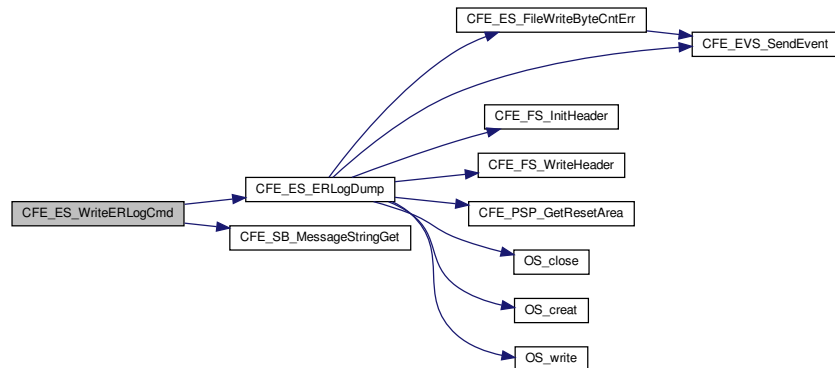 CFE_ES_FileWriteByteCntErr
CFE_EVS_SendEvent
CFE_FS_InitHeader
CFE_FS_WriteHeader
CFE_ES_ERLogDump
CFE_ES_WriteERLogCmd
CFE_PSP_GetResetArea
CFE_SB_MessageStringGet
OS_close
OS_creat
OS_write